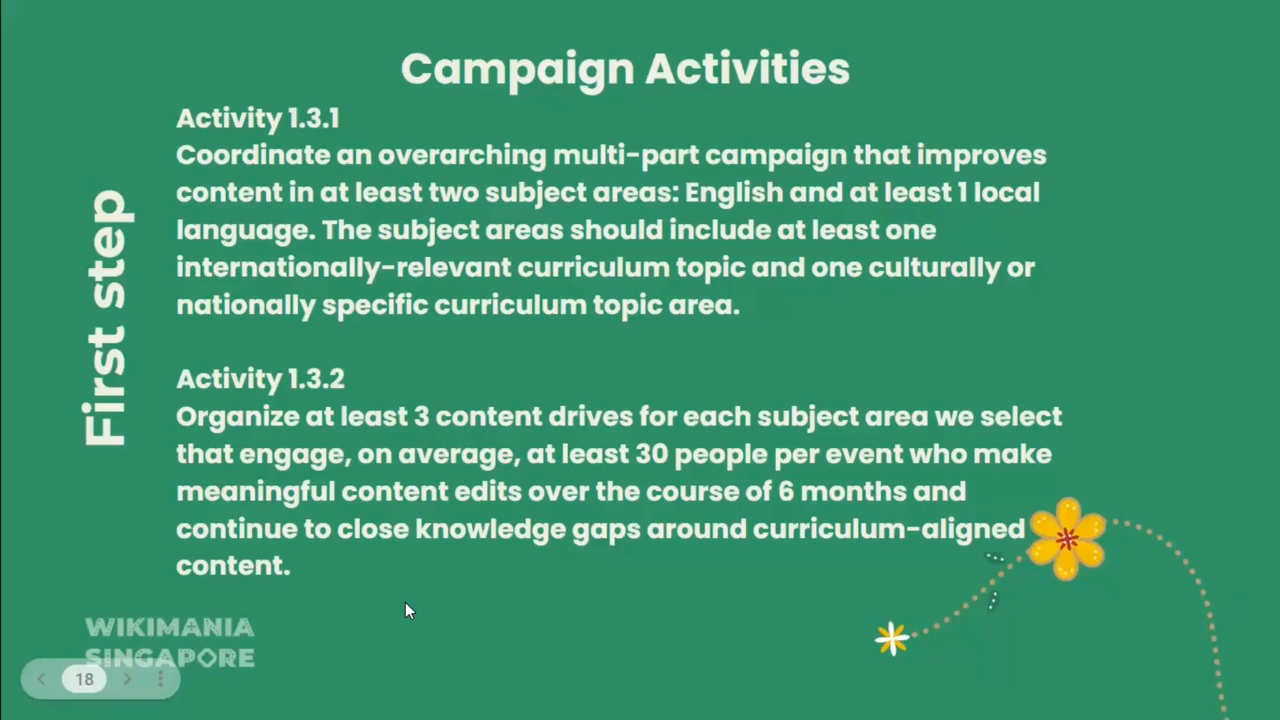 Campaign Activities
First step
Activity 1.3.1
Coordinate an overarching multi-part campaign that improves
content in at least two subject areas: English and at least 1 local
language. The subject areas should include at least one
internationally-relevant curriculum topic and one culturally or
nationally specific curriculum topic area.
Activity 1.3.2
Organize at least 3 content drives for each subject area we select
that engage, on average, at least 30 people per event who make
meaningful content edits over the course of 6 months and
continue to close knowledge gaps around curriculum-aligned
content.
WIKIMANIA
SINGAPORE
18